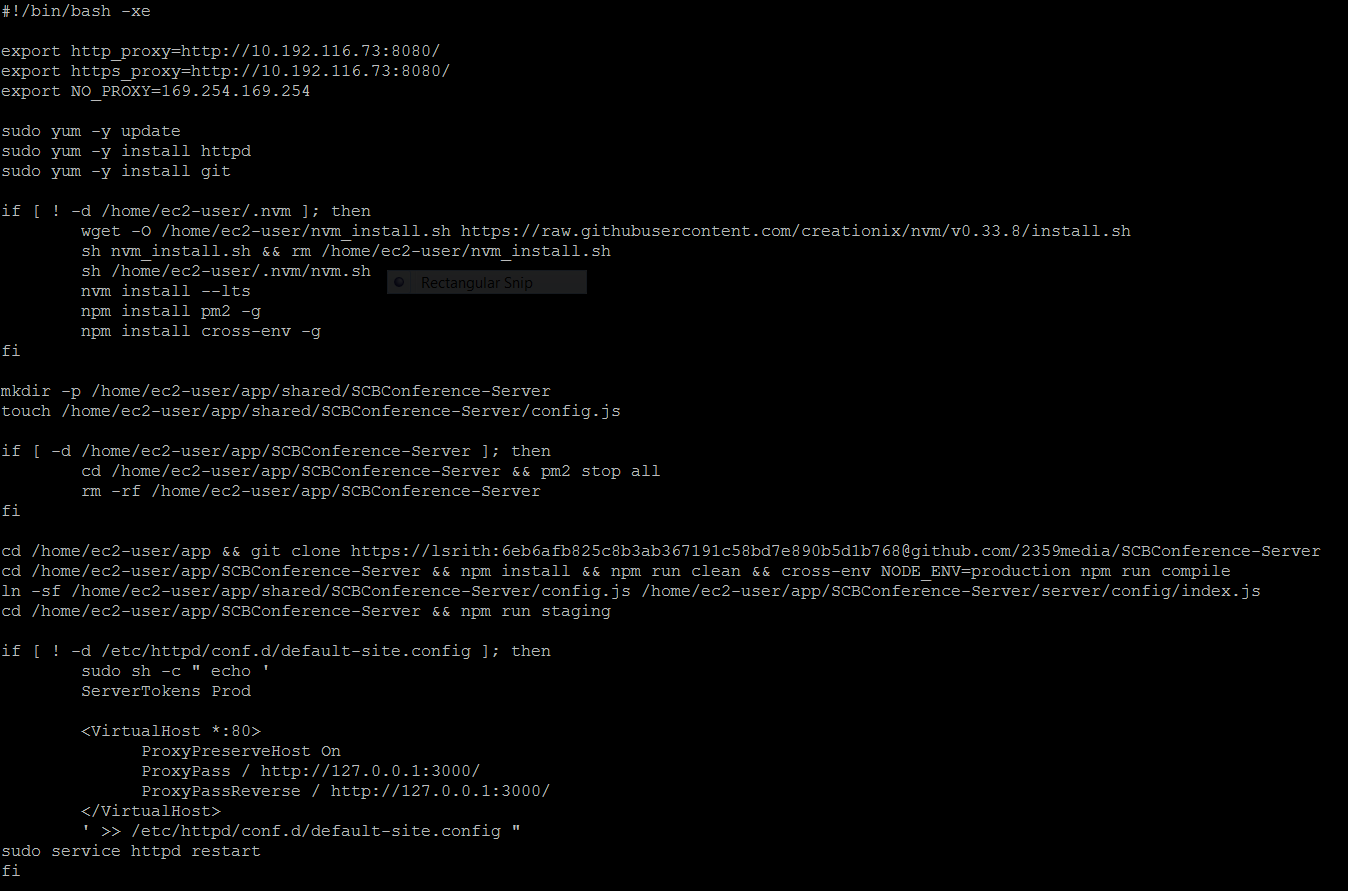 #!/bin/bash -xe
export http_proxy=http://10.192.116.73:8080/
export https_proxy=http://10.192.116.73:8080/
export NO_PROXY=169.254.169.254
sudo yum -y update
sudo yum -y install httpd
sudo yum -y install git
if [ ! -d /home/ec2-user/.nvm ]; then
wget -O /home/ec2-user/nvm_install.sh https://raw.githubusercontent.com/creationix/nvm/v0.33.8/install.sh
sh nvm_install.sh && rm /home/ec2-user/nvm_install.sh
sh /home/ec2-user/.nvm/nvm.sh
Rectangular Snip
nvm install --lts
npm install pm2 -g
npm install cross-env -g
fi
mkdir -p /home/ec2-user/app/shared/SCBConference-Server
touch /home/ec2-user/app/shared/SCBConference-Server/config.js
if [ -d /home/ec2-user/app/SCBConference-Server ]; then
cd /home/ec2-user/app/SCBConference-Server && pm2 stop all
rm -rf /home/ec2-user/app/SCBConference-Server
fi
cd /home/ec2-user/app && git clone https://lsrith:6eb6afb825c8b3ab367191c58bd7e890b5d1b768@github.com/2359media/SCBConference-Server
cd /home/ec2-user/app/SCBConference-Server && npm install && npm run clean && cross-env NODE_ENV=production npm run compile
ln -sf /home/ec2-user/app/shared/SCBConference-Server/config.js /home/ec2-user/app/SCBConference-Server/server/config/index.js
cd /home/ec2-user/app/SCBConference-Server && npm run staging
if [ ! -d /etc/httpd/conf.d/default-site.config ]; then
sudo sh -c " echo '
ServerTokens Prod
<VirtualHost *:80>
ProxyPreserveHost On
ProxyPass / http://127.0.0.1:3000/
ProxyPassReverse / http://127.0.0.1:3000/
</VirtualHost>
' >> /etc/httpd/conf.d/default-site.config "
sudo service httpd restart
fi